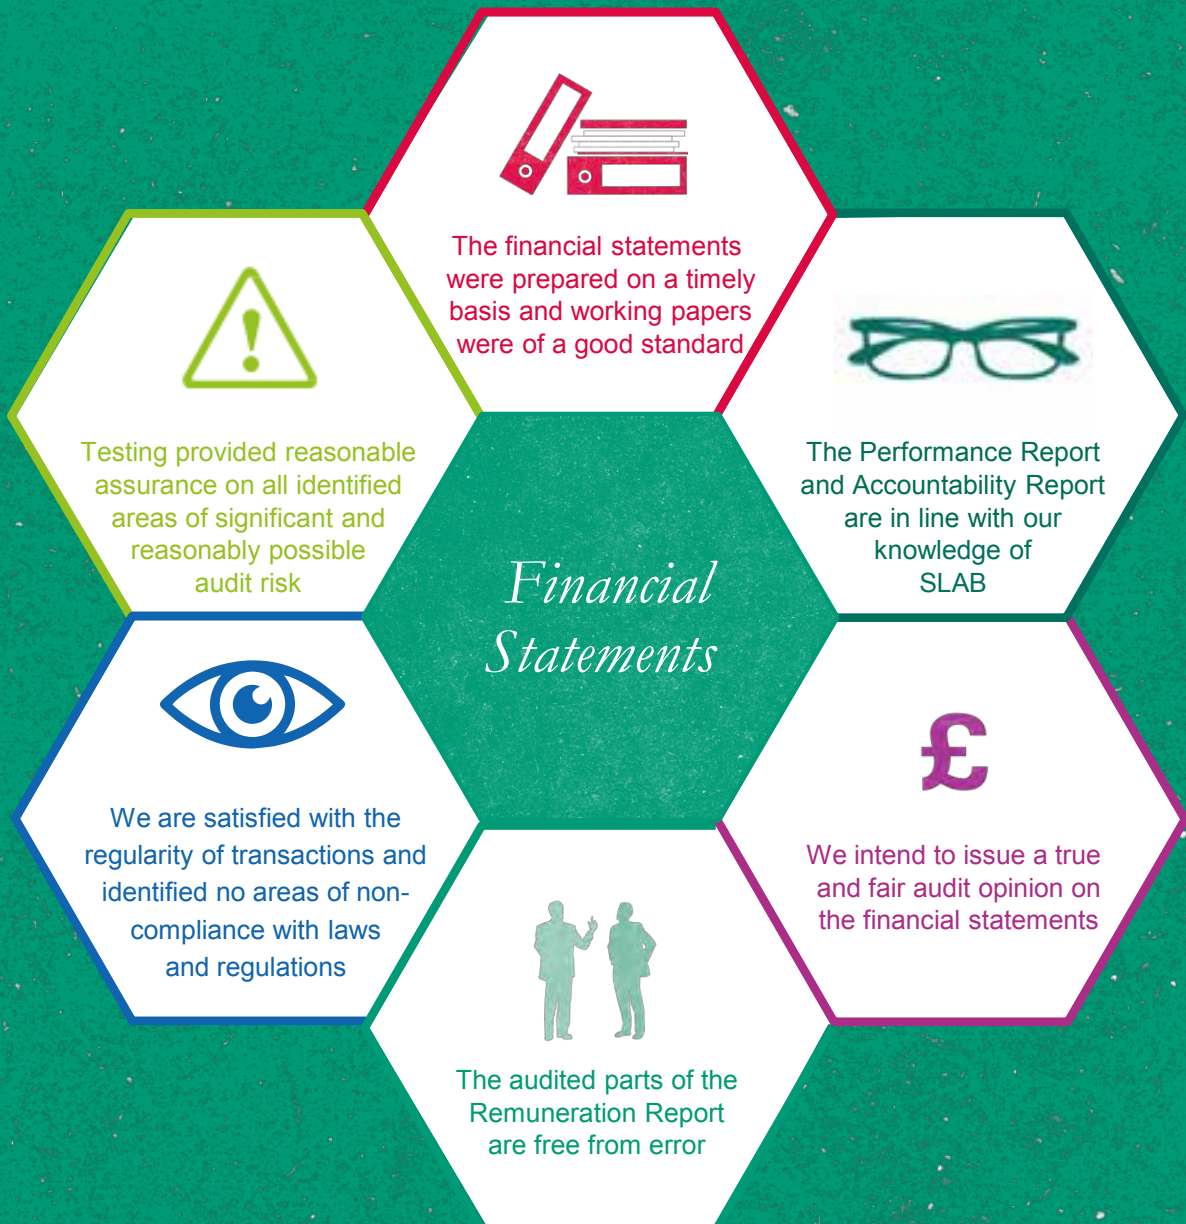 The financial statements
were prepared on a timely
basis and working papers
were of a good standard
Testing provided reasonable
assurance on all identified
areas of significant and
reasonably possible
audit risk
The Performance Report
and Accountability Report
are in line with our
knowledge of
SLAB
Financial
Statements
We are satisfied with the
regularity of transactions and
identified no areas of non-
compliance with laws
and regulations
£
We intend to issue a true
and fair audit opinion on
the financial statements
The audited parts of the
Remuneration Report
are free from error